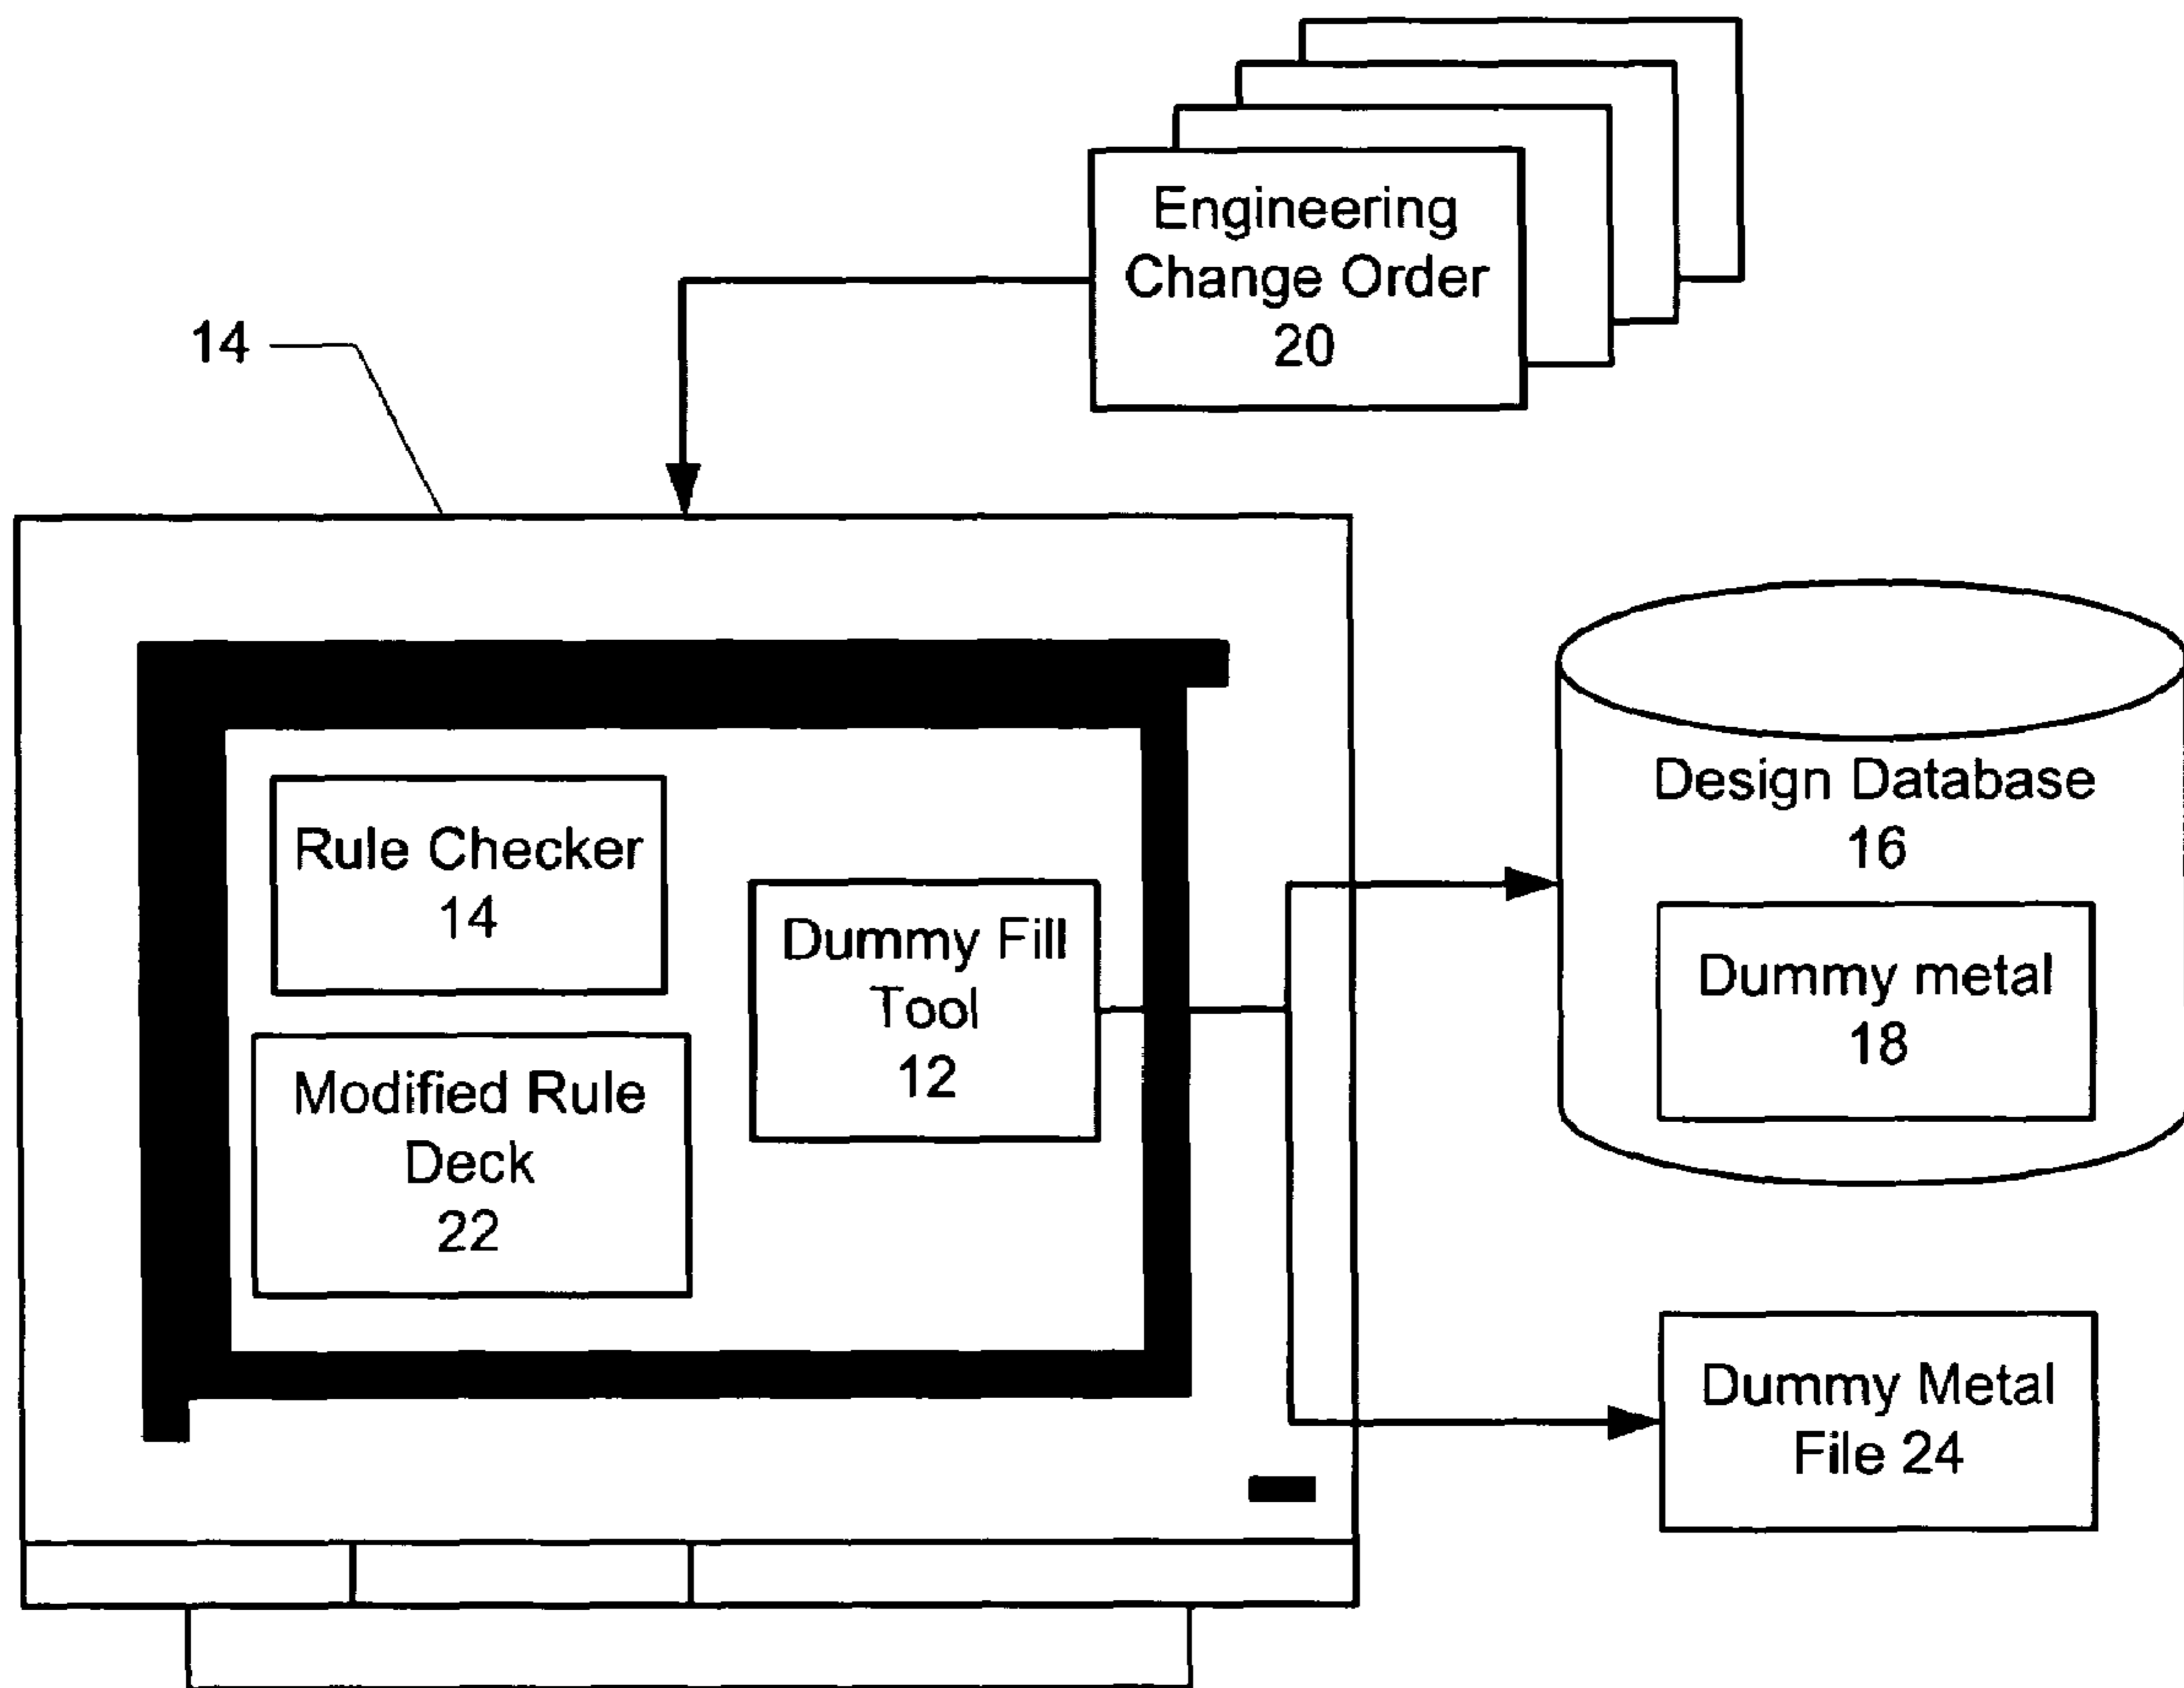 Engineering
Change Order
20
14
Rule Checker
14
Dummy Fill
Tool
12
Modified Rule
Deck
22
Design Database
16
Dummy metal
18
Dummy Metal
File 24